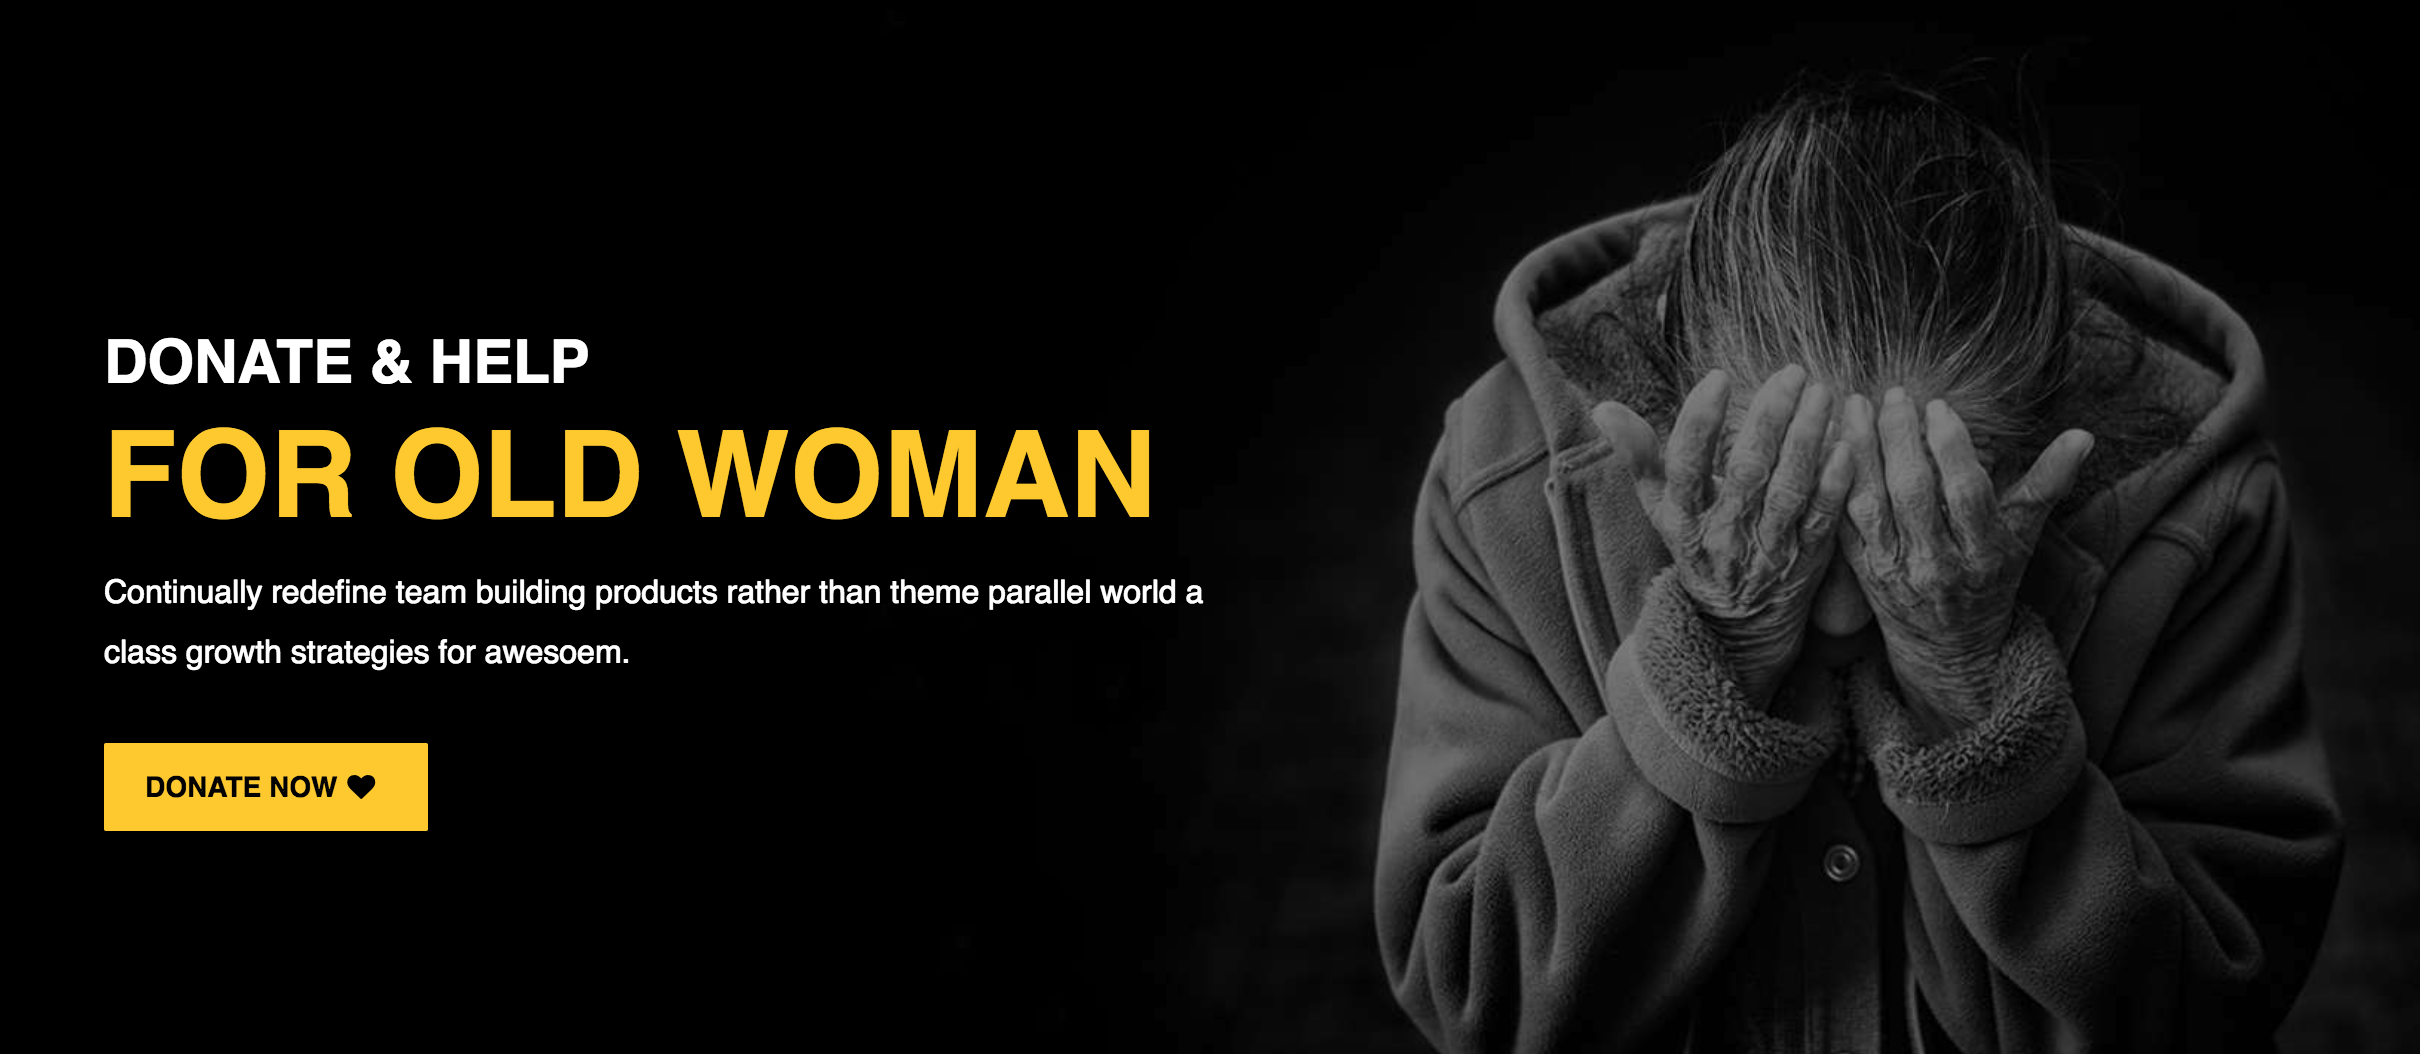 DONATE & HELP
FOR OLD WOMAN
Continually redefine team building products rather than theme parallel world a
class growth strategies for awesoem.
DONATE NOW